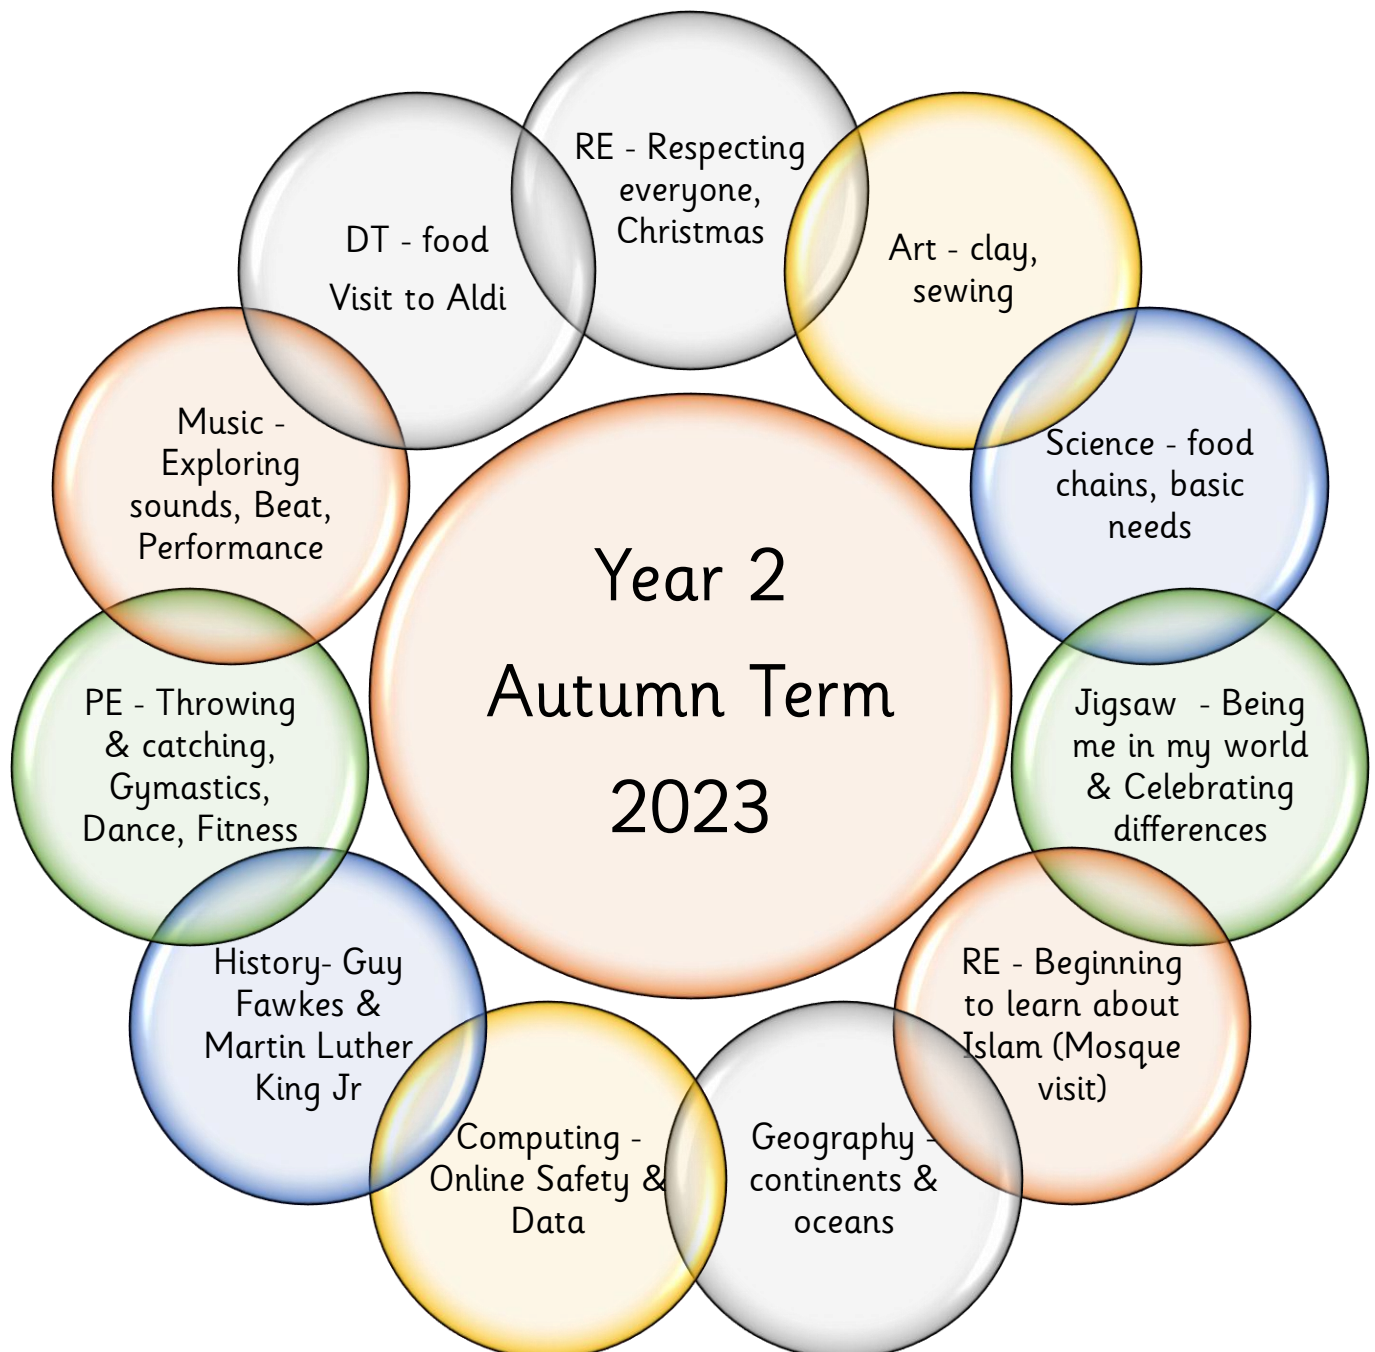 Year 2
Autumn Term
2023
RE - Respecting
everyone,
Christmas
Art - clay,
sewing
Science - food
chains, basic
needs
Jigsaw  - Being
me in my world
& Celebrating
differences
RE - Beginning
to learn about
Islam (Mosque
visit)
Geography -
continents &
oceans
Computing -
Online Safety &
Data
History- Guy
Fawkes &
Martin Luther
King Jr
PE - Throwing
& catching,
Gymastics,
Dance, Fitness
Music -
Exploring
sounds, Beat,
Performance
DT - food
Visit to Aldi